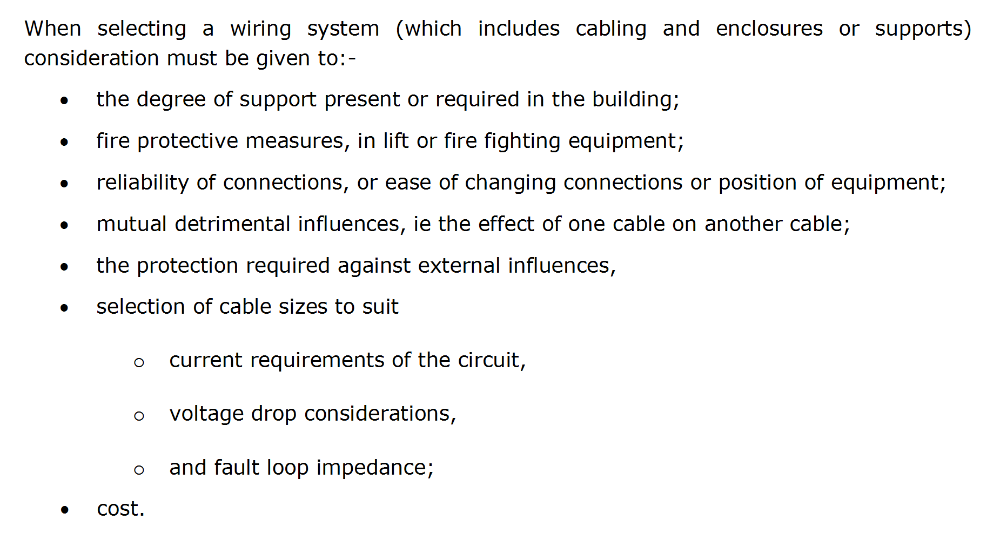 When selecting a wiring system (which includes cabling and enclosures or supports)
consideration must be given to:-
• the degree of support present or required in the building;
• fire protective measures, in lift or fire fighting equipment;
• reliability of connections, or ease of changing connections or position of equipment;
• mutual detrimental influences, ie the effect of one cable on another cable;
• the protection required against external influences,
• selection of cable sizes to suit
o current requirements of the circuit,
o voltage drop considerations,
o and fault loop impedance;
• cost.